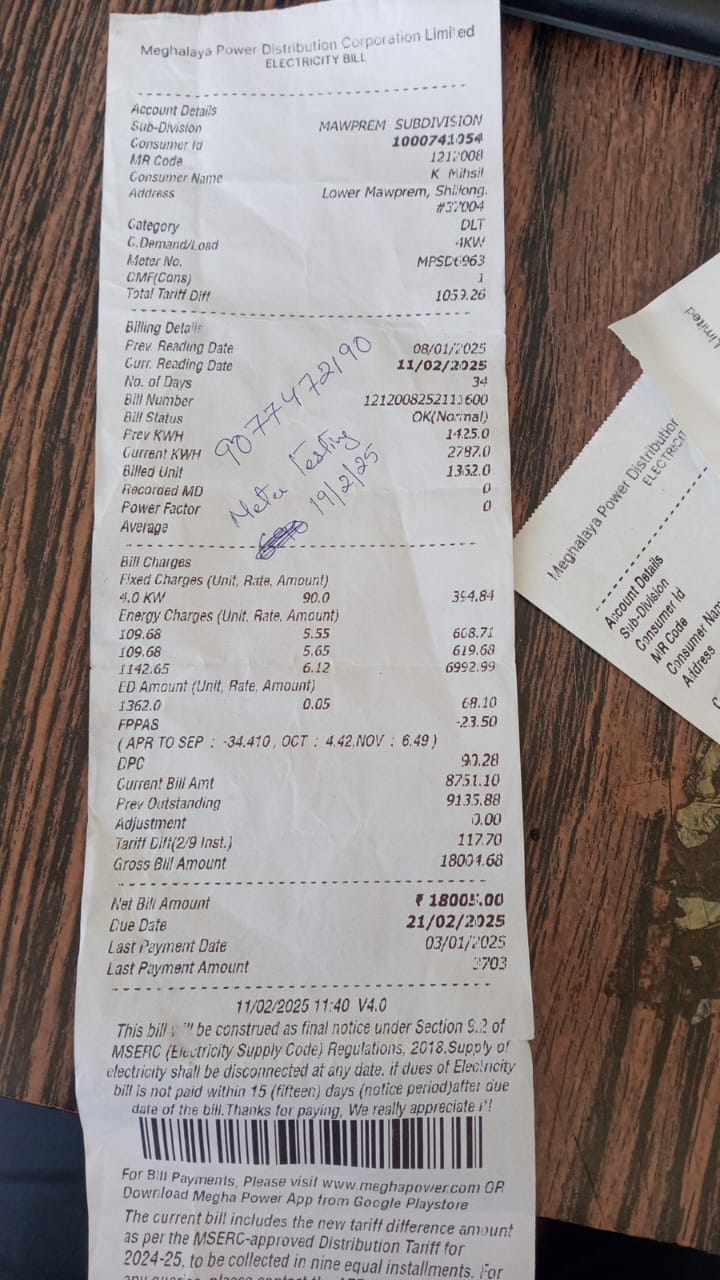 Meghalaya Power Distribution Corporation Limited
ELECTRICITY BILL
Account Details
Sub-Division MAWPREM SUBDIVISION
Consumer Id 1000741054
MR Code 1212008
Consumer Name K Mihsil
Address Lower Mawprem, Shillong.
#37004
Category DLT
C.Demand/Load 4KW
Meter No. MPSD6963
CMF(Cons) 1
Total Tariff Diff 1059.26
Billing Details
Prev. Reading Date 08/01/2025
Curr. Reading Date 11/02/2025
No. of Days 34
Bill Number
Bill Status OK(Normal)
Prev KWH 1425.0
Current KWH 2787.0
Billed Unit 1362.0
Recorded MD 0
Power Factor 0
Average
9077472190
Meter Testing
19/2/25
Bill Charges
Fixed Charges (Unit, Rate, Amount)
4.0 KW 90.0 394.84
Energy Charges (Unit, Rate, Amount)
109.68 5.55 608.71
109.68 5.65 619.68
1142.65 6.12 6992.99
ED Amount (Unit, Rate, Amount)
1362.0 0.05 68.10
FPPAS -23.50
( APR TO SEP : -34.410 , OCT : 4.42,NOV : 6.49 )
DPC 90.28
Current Bill Amt 8751.10
Prev Outstanding 9135.88
Adjustment 0.00
Tariff Diff(2/9 Inst.) 117.70
Gross Bill Amount 18004.68
Net Bill Amount ₹ 18005.00
Due Date 21/02/2025
Last Payment Date 03/01/2025
Last Payment Amount
11/02/2025 11:40 V4.0
This bill will be construed as final notice under Section 9.2 of
MSERC (Electricity Supply Code) Regulations, 2018.Supply of
electricity shall be disconnected at any date, if dues of Electricity
bill is not paid within 15 (fifteen) days (notice period)after due
date of the bill.Thanks for paying, We really appreciate it!
For Bill Payments, Please visit www.meghapower.com OR
Download Megha Power App from Google Playstore
The current bill includes the new tariff difference amount
as per the MSERC-approved Distribution Tariff for
2024-25, to be collected in nine equal installments. For
Limited
Meghalaya Power Distribution
ELECTRICIT
Account Details
Sub-Division
Consumer Id
MR Code
Consumer Nam
Address